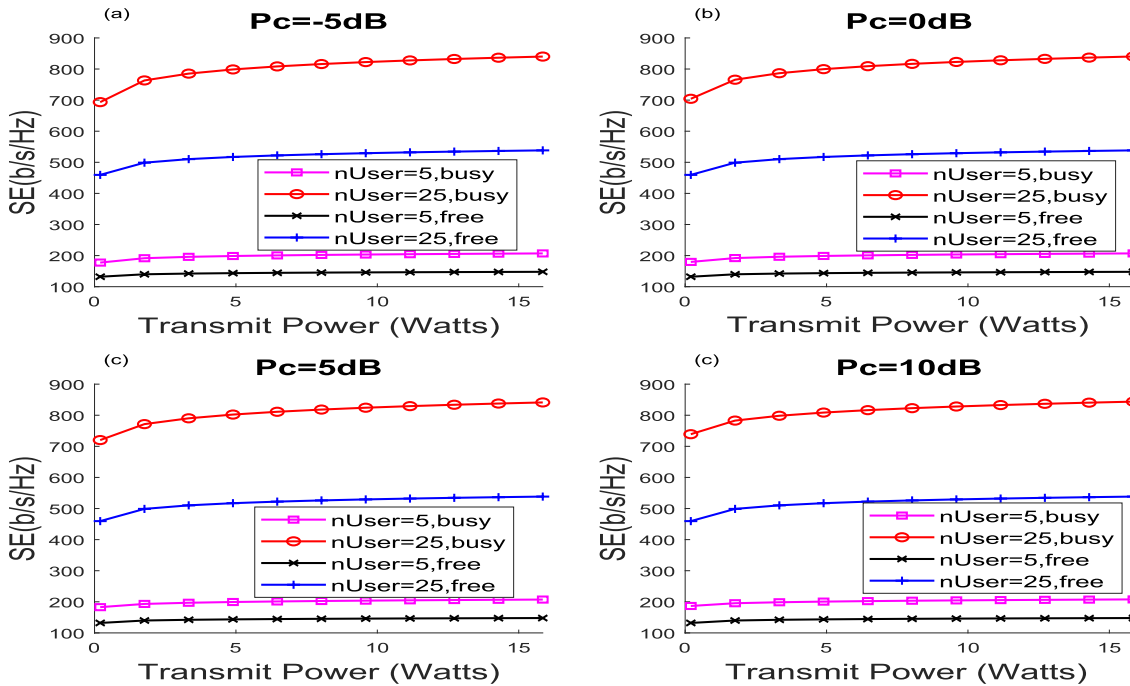 (a)
Pc=-5dB
900
800
700
600
500
400
300
200
100
SE(b/s/Hz)
nUser=5,busy
nUser=25,busy
nUser=5,free
nUser=25,free
0
5
10
15
Transmit Power (Watts)
(b)
Pc=0dB
900
800
700
600
500
400
300
200
100
SE(b/s/Hz)
nUser=5,busy
nUser=25,busy
nUser=5,free
nUser=25,free
0
5
10
15
Transmit Power (Watts)
(c)
Pc=5dB
900
800
700
600
500
400
300
200
100
SE(b/s/Hz)
nUser=5,busy
nUser=25,busy
nUser=5,free
nUser=25,free
0
5
10
15
Transmit Power (Watts)
(c)
Pc=10dB
900
800
700
600
500
400
300
200
100
SE(b/s/Hz)
nUser=5,busy
nUser=25,busy
nUser=5,free
nUser=25,free
0
5
10
15
Transmit Power (Watts)